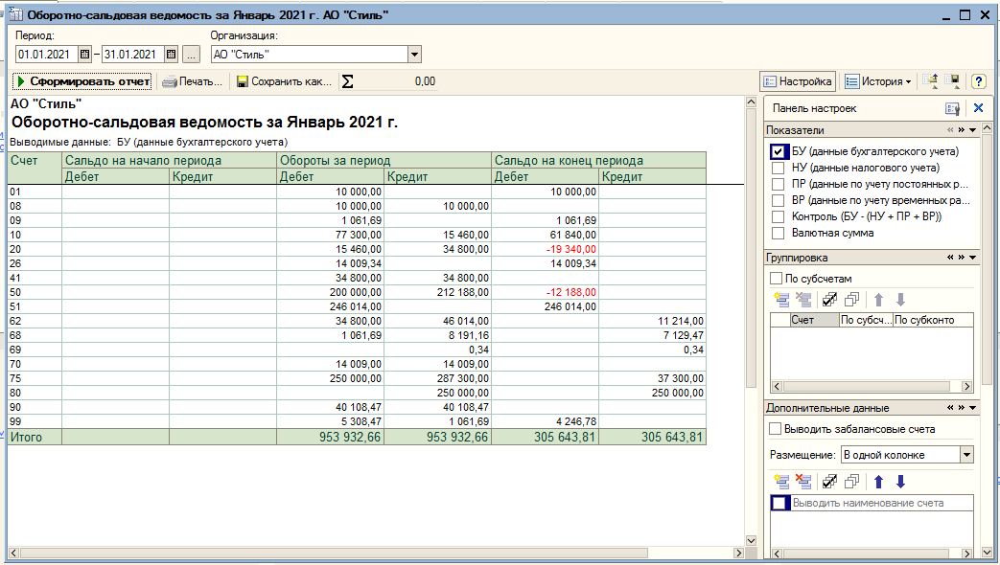 Оборотно-сальдовая ведомость за Январь 2021 г. АО "Стиль"
Период: Организация:
01.01.2021 – 31.01.2021 ... АО "Стиль"
Сформировать отчет Печать... Сохранить как... Σ 0,00 Настройка История ?
АО "Стиль"
Оборотно-сальдовая ведомость за Январь 2021 г.
Выводимые данные: БУ (данные бухгалтерского учета)
Счет Сальдо на начало периода Обороты за период Сальдо на конец периода
Дебет Кредит Дебет Кредит Дебет Кредит
01 10 000,00 10 000,00
08 10 000,00 10 000,00
09 1 061,69 1 061,69
10 77 300,00 15 460,00 61 840,00
20 15 460,00 34 800,00 -19 340,00
26 14 009,34 14 009,34
41 34 800,00 34 800,00
50 200 000,00 212 188,00 -12 188,00
51 246 014,00 246 014,00
62 34 800,00 46 014,00 11 214,00
68 1 061,69 8 191,16 7 129,47
69 0,34 0,34
70 14 009,00 14 009,00
75 250 000,00 287 300,00 37 300,00
80 250 000,00 250 000,00
90 40 108,47 40 108,47
99 5 308,47 1 061,69 4 246,78
Итого 953 932,66 953 932,66 305 643,81 305 643,81
Панель настроек
Показатели
БУ (данные бухгалтерского учета)
НУ (данные налогового учета)
ПР (данные по учету постоянных р...
ВР (данные по учету временных ра...
Контроль (БУ - (НУ + ПР + ВР))
Валютная сумма
Группировка
По субсчетам
Счет По субсч... По субконто
Дополнительные данные
Выводить забалансовые счета
Размещение: В одной колонке
Выводить наименование счета